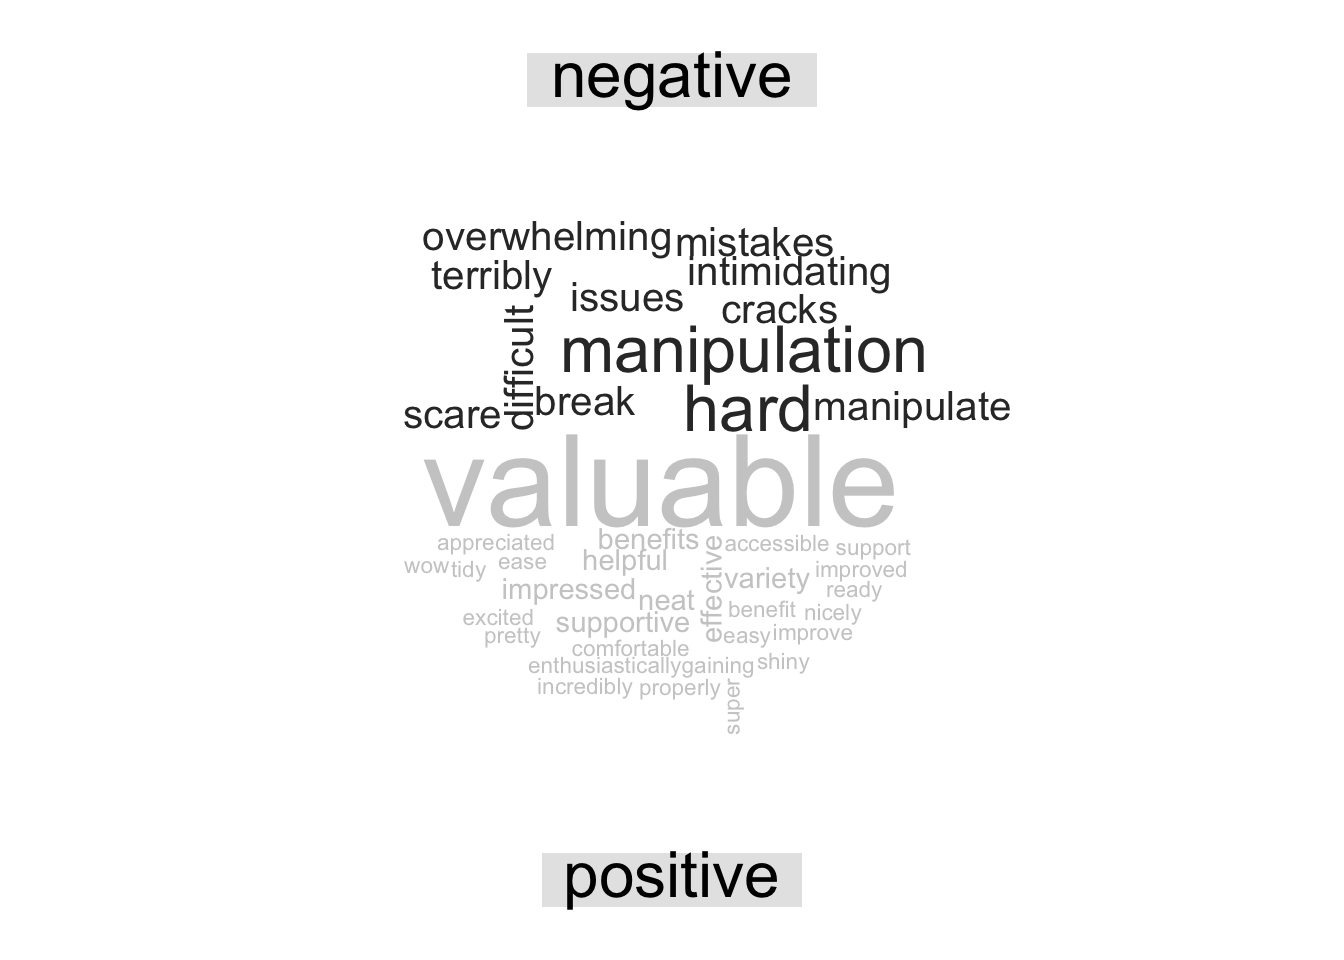 negative
overwhelming mistakes
terribly intimidating
issues cracks
difficult
manipulation
scare break hard manipulate
valuable
appreciated benefits accessible support
wow tidy ease helpful effective variety improved
impressed neat ready
excited supportive benefit nicely
pretty easy improve
comfortable
enthusiastically gaining shiny
incredibly properly super
positive